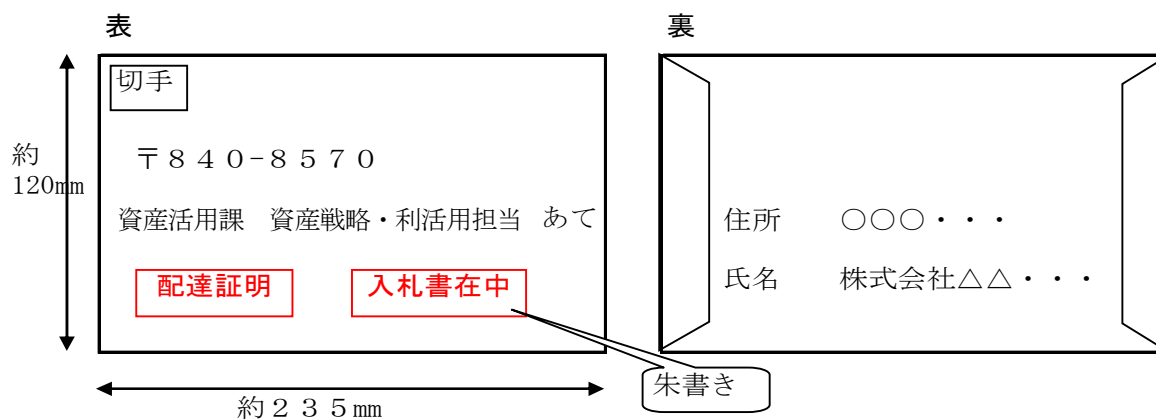 表
切手
〒８４０-８５７０
資産活用課　資産戦略・利活用担当　あて
配達証明　入札書在中
約
120㎜
約２３５㎜
朱書き
裏
住所　○○○・・・
氏名　株式会社△△・・・